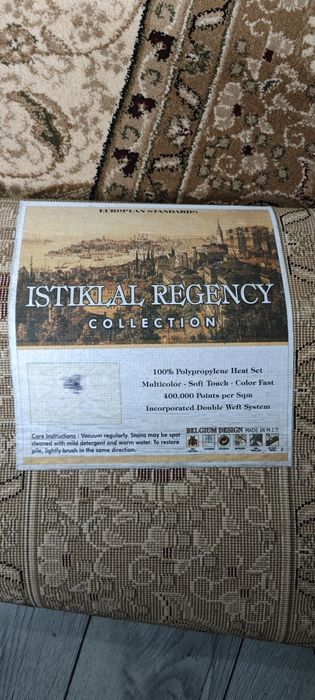 EUROPEAN STANDARDS
ISTIKLAL REGENCY
COLLECTION
100% Polypropylene Heat Set
Multicolor - Soft Touch - Color Fast
400.000 Points per Sqm
Incorporated Double Weft System
BELGIUM DESIGN MADE IN M.I.T.
Care Instructions : Vacuum regularly. Stains may be spot
cleaned with mild detergent and warm water. To restore
pile, lightly brush in the same direction.